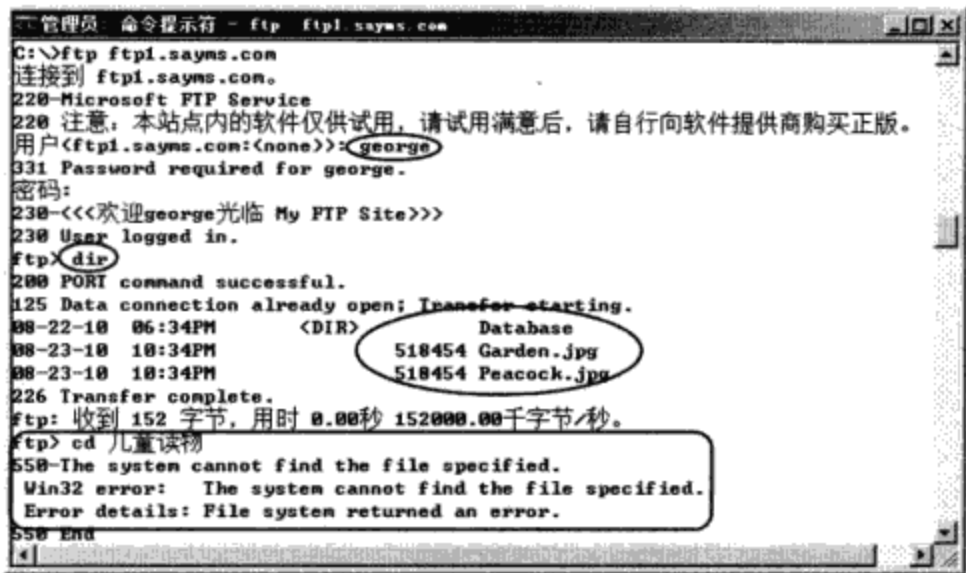 管理员: 命令提示符 - ftp  ftp1.sayms.com
C:\>ftp ftp1.sayms.com
连接到 ftp1.sayms.com。
220-Microsoft FTP Service
220 注意：本站点内的软件仅供试用，请试用满意后，请自行向软件提供商购买正版。
用户(ftp1.sayms.com:(none)): george
331 Password required for george.
密码:
230-<<<欢迎george光临 My FTP Site>>>
230 User logged in.
ftp> dir
200 PORT command successful.
125 Data connection already open; Transfer starting.
08-22-10  06:34PM       <DIR>          Database
08-23-10  10:34PM               518454 Garden.jpg
08-23-10  10:34PM               518454 Peacock.jpg
226 Transfer complete.
ftp: 收到 152 字节，用时 0.00秒 152000.00千字节/秒。
ftp> cd 儿童读物
550-The system cannot find the file specified.
 Win32 error:   The system cannot find the file specified.
 Error details: File system returned an error.
550 End